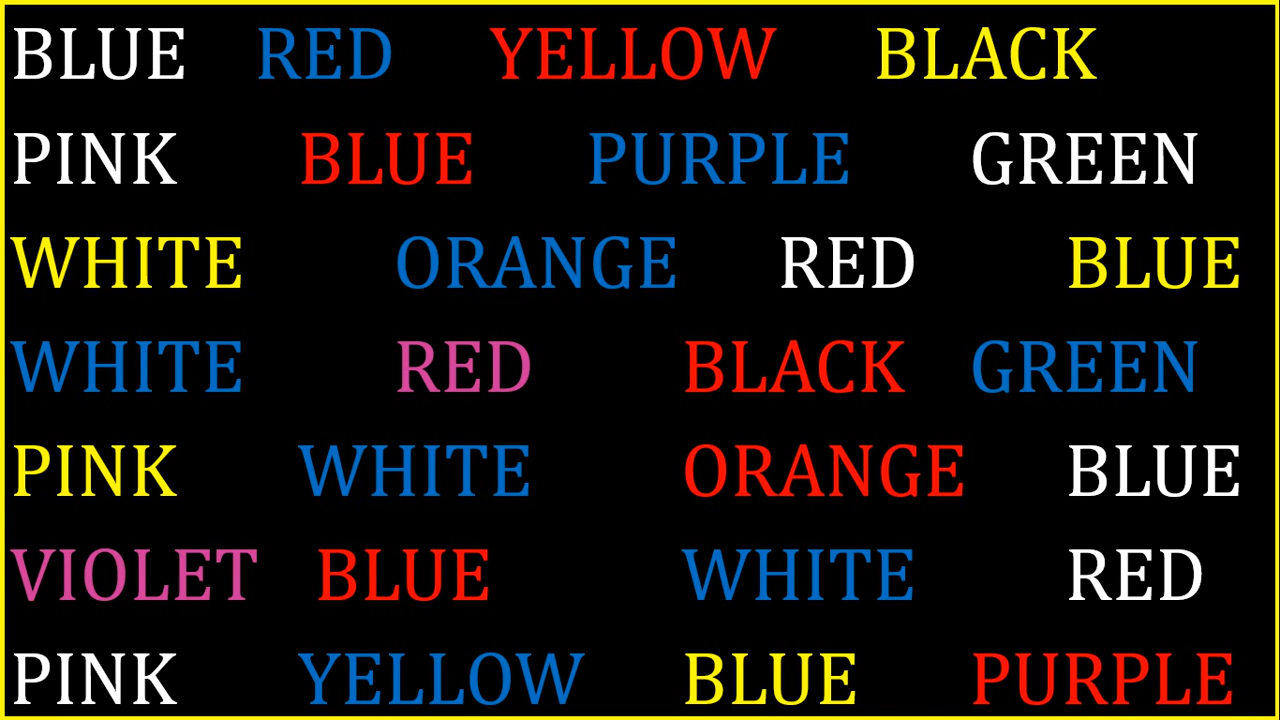 BLUE RED YELLOW BLACK
PINK BLUE PURPLE GREEN
WHITE ORANGE RED BLUE
WHITE RED BLACK GREEN
PINK WHITE ORANGE BLUE
VIOLET BLUE WHITE RED
PINK YELLOW BLUE PURPLE